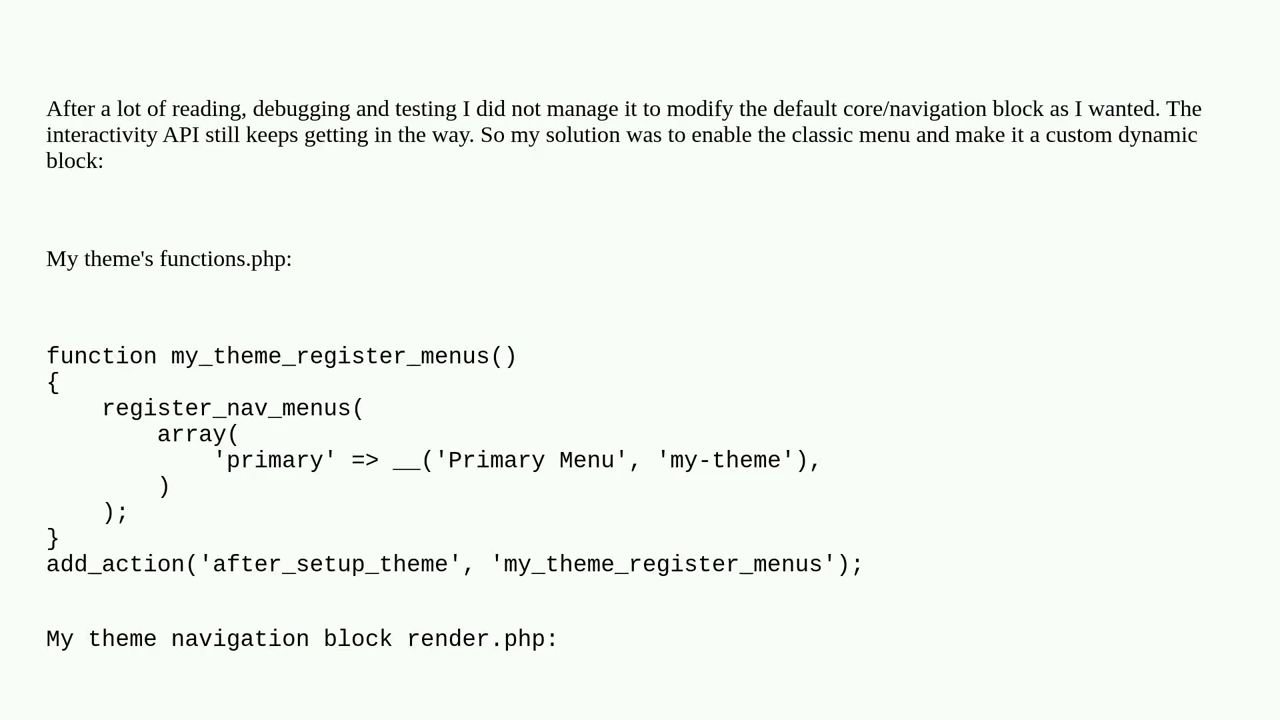 After a lot of reading, debugging and testing I did not manage it to modify the default core/navigation block as I wanted. The
interactivity API still keeps getting in the way. So my solution was to enable the classic menu and make it a custom dynamic
block:
My theme's functions.php:
function my_theme_register_menus()
{
    register_nav_menus(
        array(
            'primary' => __('Primary Menu', 'my-theme'),
        )
    );
}
add_action('after_setup_theme', 'my_theme_register_menus');
My theme navigation block render.php: